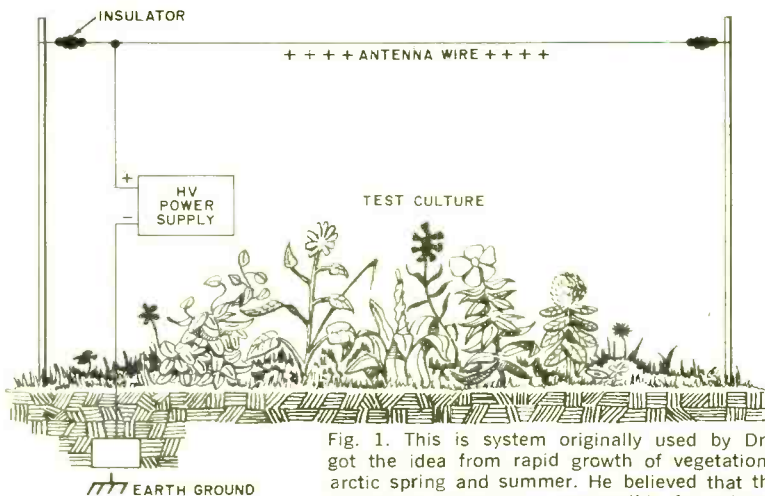 INSULATOR
+ + + + ANTENNA WIRE + + + +
+
HV
POWER
SUPPLY
−
TEST CULTURE
EARTH GROUND
Fig. 1. This is system originally used by Dr
got the idea from rapid growth of vegetation
arctic spring and summer. He believed that th